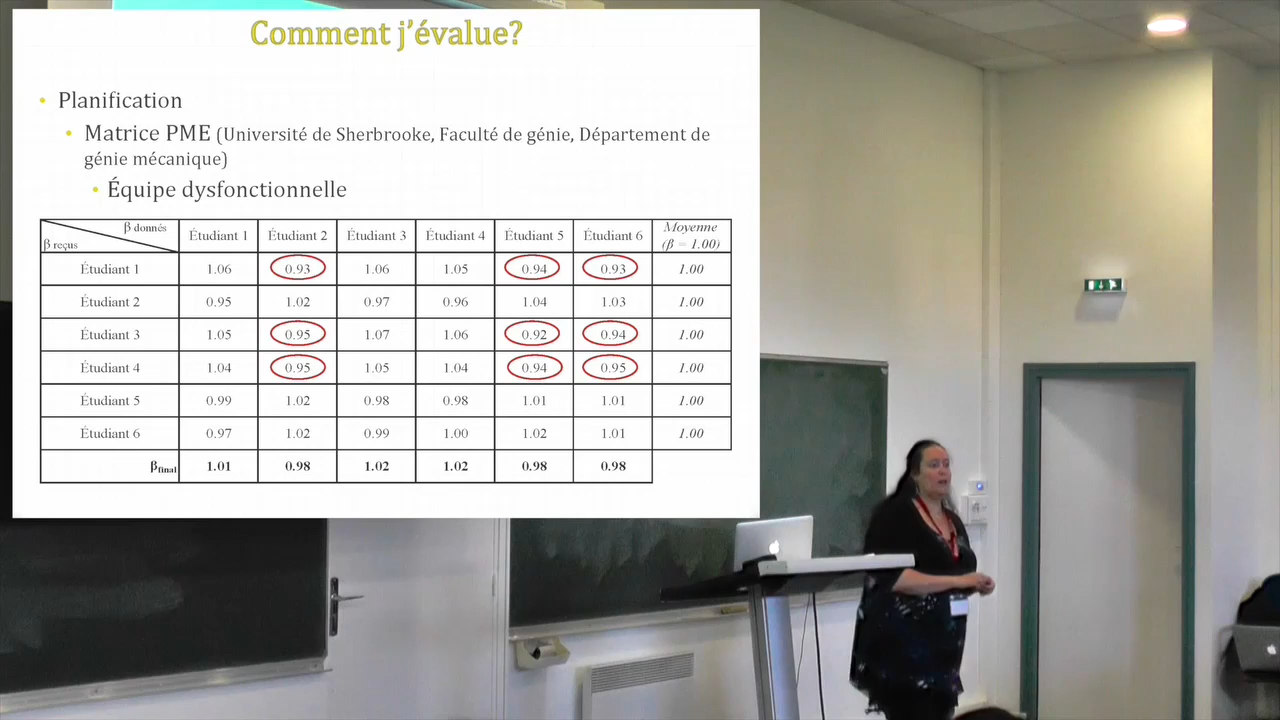 Comment j'évalue?
• Planification
• Matrice PME (Université de Sherbrooke, Faculté de génie, Département de
génie mécanique)
• Équipe dysfonctionnelle
β donnés
β reçus
Étudiant 1 Étudiant 2 Étudiant 3 Étudiant 4 Étudiant 5 Étudiant 6 Moyenne
(β = 1.00)
Étudiant 1 1.06 0.93 1.06 1.05 0.94 0.93 1.00
Étudiant 2 0.95 1.02 0.97 0.96 1.04 1.03 1.00
Étudiant 3 1.05 0.95 1.07 1.06 0.92 0.94 1.00
Étudiant 4 1.04 0.95 1.05 1.04 0.94 0.95 1.00
Étudiant 5 0.99 1.02 0.98 0.98 1.01 1.01 1.00
Étudiant 6 0.97 1.02 0.99 1.00 1.02 1.01 1.00
βfinal 1.01 0.98 1.02 1.02 0.98 0.98